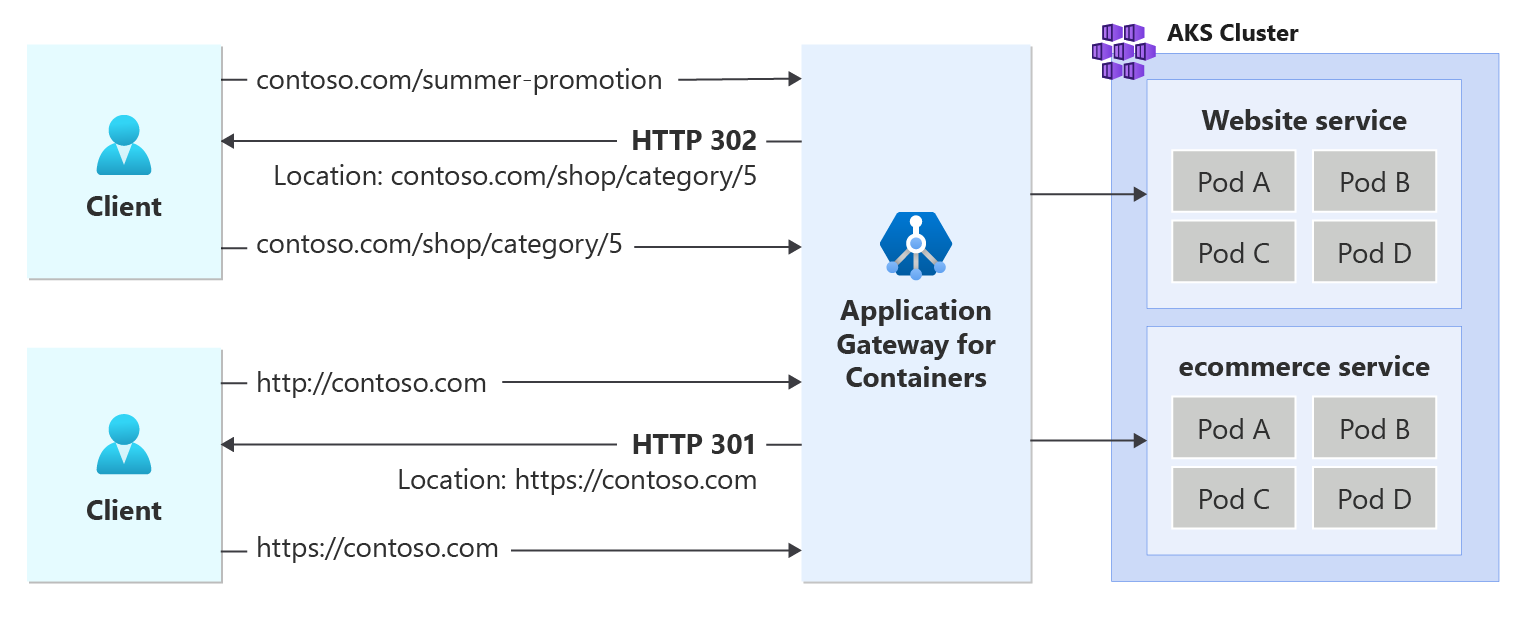 contoso.com/summer-promotion
HTTP 302
Location: contoso.com/shop/category/5
Client
contoso.com/shop/category/5
http://contoso.com
HTTP 301
Location: https://contoso.com
Client
https://contoso.com
Application
Gateway for
Containers
AKS Cluster
Website service
Pod A
Pod B
Pod C
Pod D
ecommerce service
Pod A
Pod B
Pod C
Pod D